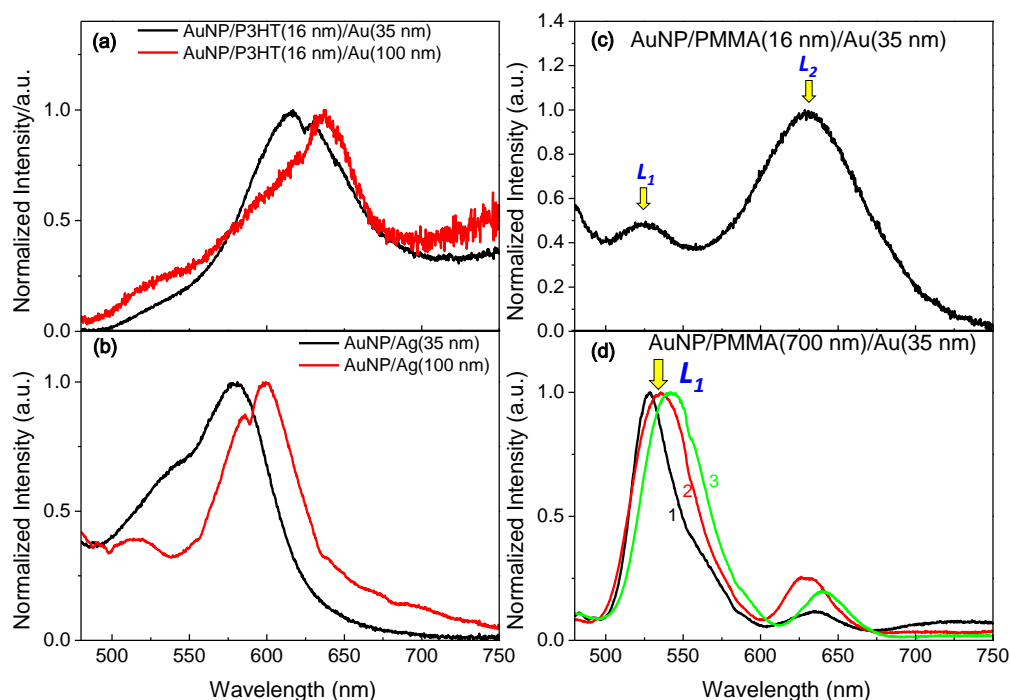 (a)
AuNP/P3HT(16 nm)/Au(35 nm)
AuNP/P3HT(16 nm)/Au(100 nm)
1.0
0.5
0.0
Normalized Intensity/a.u.
(b)
AuNP/Ag(35 nm)
AuNP/Ag(100 nm)
1.0
0.5
0.0
Normalized Intensity (a.u.)
500 550 600 650 700 750
Wavelength (nm)
(c) AuNP/PMMA(16 nm)/Au(35 nm)
L1
L2
1.4
1.2
1.0
0.8
0.6
0.4
0.2
0.0
Normalized Intensity (a.u.)
(d)
AuNP/PMMA(700 nm)/Au(35 nm)
L1
1
2
3
1.0
0.5
0.0
Normalized Intensity (a.u.)
500 550 600 650 700 750
Wavelength (nm)